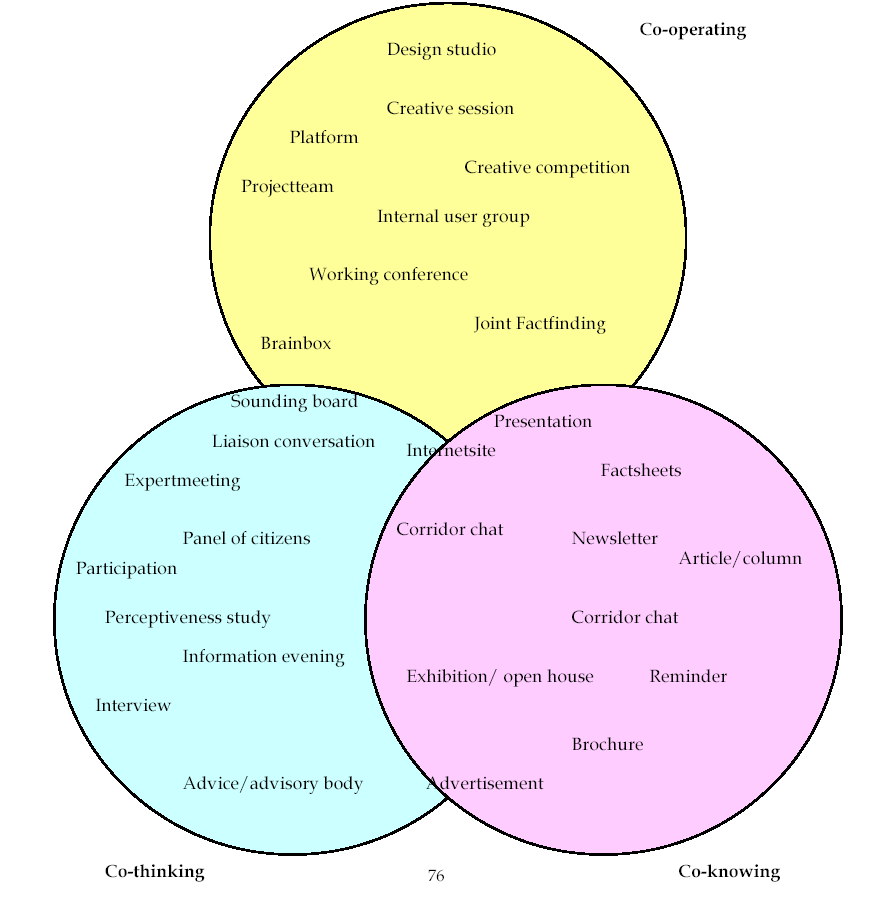 Co-operating
Design studio
Creative session
Platform
Creative competition
Projectteam
Internal user group
Working conference
Joint Factfinding
Brainbox
Sounding board
Presentation
Liaison conversation
Internetsite
Factsheets
Expertmeeting
Corridor chat
Panel of citizens
Newsletter
Article/column
Participation
Perceptiveness study
Corridor chat
Information evening
Exhibition/ open house
Reminder
Interview
Brochure
Advice/advisory body
Advertisement
Co-thinking
76
Co-knowing